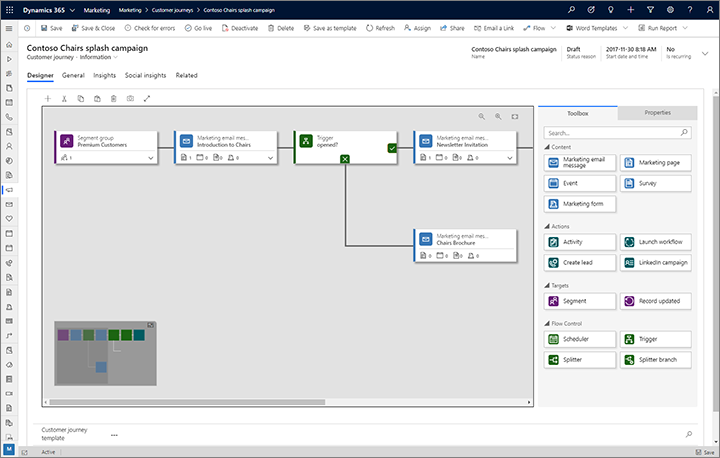 Dynamics 365 Marketing Marketing > Customer journeys > Contoso Chairs splash campaign
Save Save & Close Check for errors Go live Deactivate Delete Save as template Refresh Assign Share Email a Link Flow Word Templates Run Report
Contoso Chairs splash campaign
Customer journey · Information
Contoso Chairs splash campaign Draft 2017-11-30 8:18 AM No
Name Status reason Start date and time Is recurring
Designer General Insights Social insights Related
Toolbox Properties
Search...
Segment group
Premium Customers
1
Marketing email mes...
Introduction to Chairs
1 0 0 0
Trigger
opened?
Marketing email mes...
Newsletter Invitation
1 0 0 0
Marketing email mes...
Chairs Brochure
0 0 0 0
Content
Marketing email message
Marketing page
Event
Survey
Marketing form
Actions
Activity
Launch workflow
Create lead
LinkedIn campaign
Targets
Segment
Record updated
Flow Control
Scheduler
Trigger
Splitter
Splitter branch
Customer journey
template
---
M
Active
Save